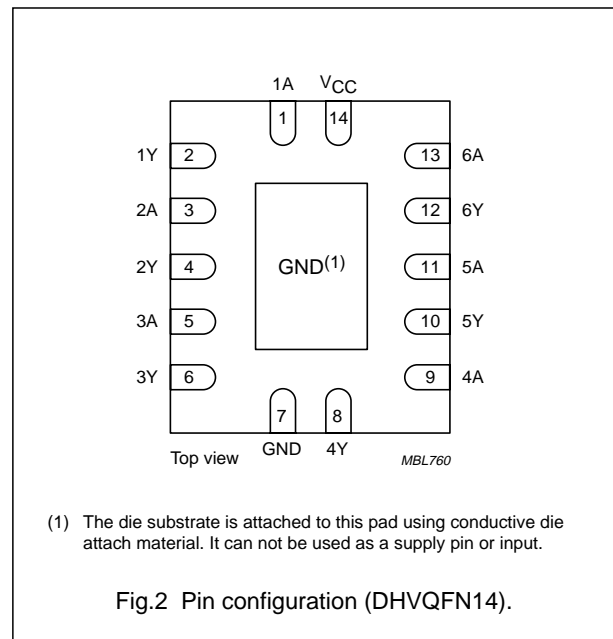 1A VCC
1 14
1Y 2 13 6A
2A 3 12 6Y
2Y 4 GND(1) 11 5A
3A 5 10 5Y
3Y 6 9 4A
7 8
Top view GND 4Y MBL760
(1) The die substrate is attached to this pad using conductive die
attach material. It can not be used as a supply pin or input.
Fig.2 Pin configuration (DHVQFN14).